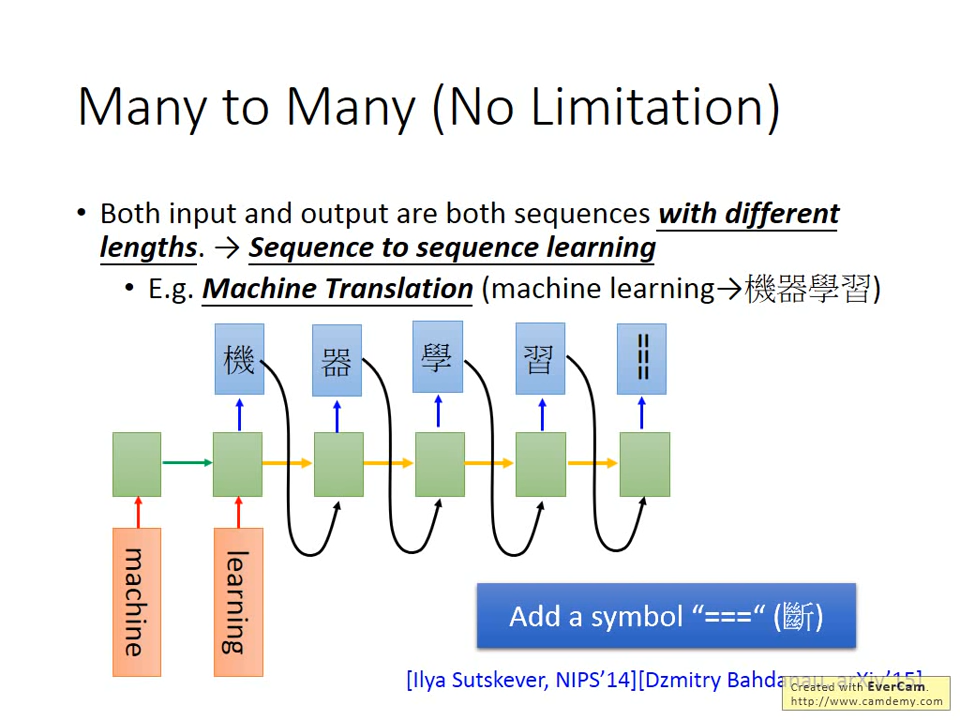 Many to Many (No Limitation)
• Both input and output are both sequences with different
lengths. → Sequence to sequence learning
• E.g. Machine Translation (machine learning→機器學習)
機 器 學 習 ===
machine learning
Add a symbol “===“ (斷)
[Ilya Sutskever, NIPS’14][Dzmitry Bahdanau, arXiv’15]
Created with EverCam.
http://www.camdemy.com